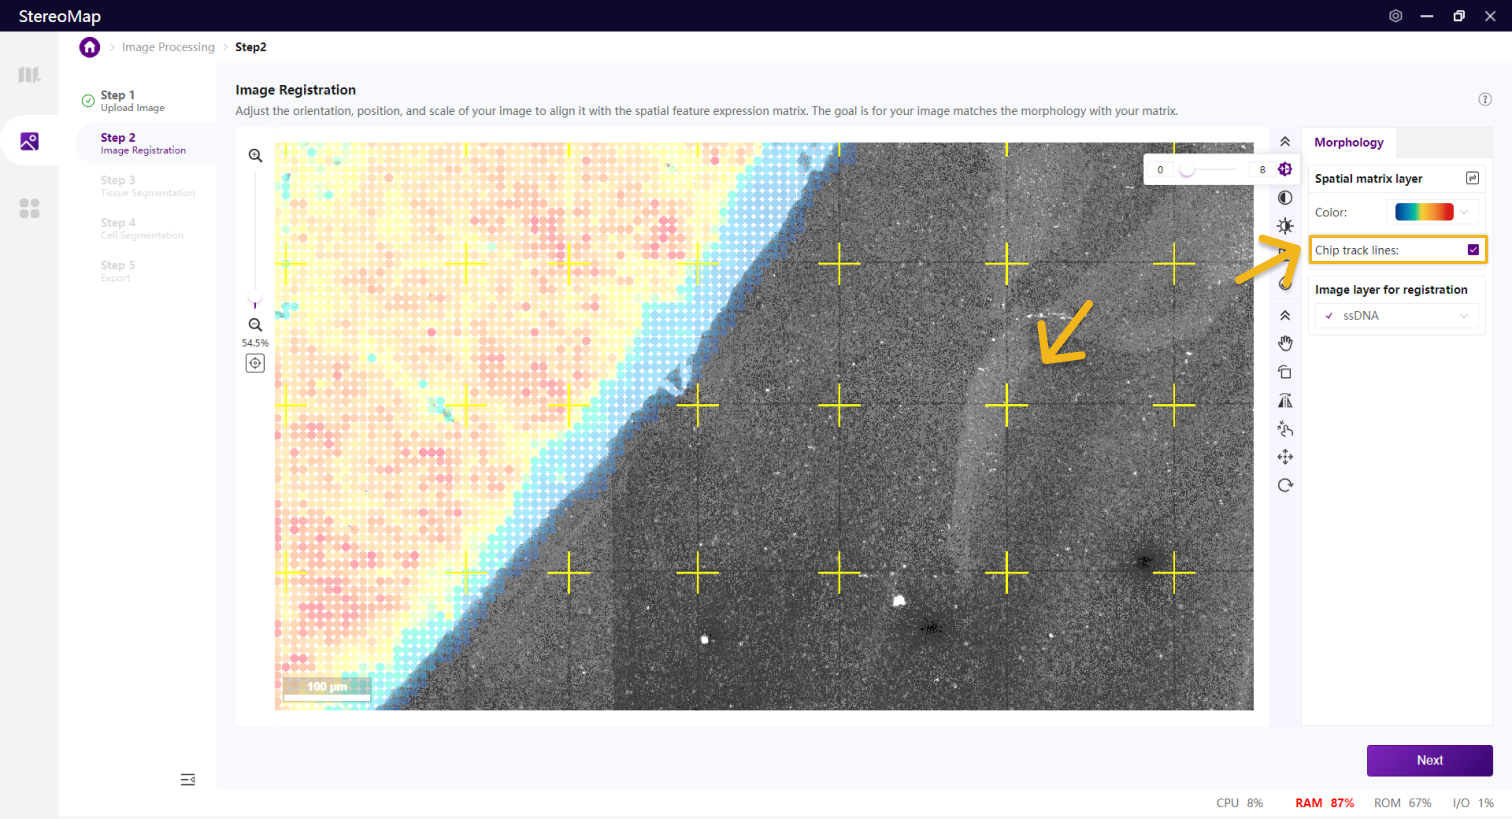 StereoMap
Image Processing
Step2
Step 1
Upload Image
Step 2
Image Registration
Step 3
Tissue Segmentation
Step 4
Cell Segmentation
Step 5
Export
Image Registration
Adjust the orientation, position, and scale of your image to align it with the spatial feature expression matrix. The goal is for your image matches the morphology with your matrix.
54.5%
100 μm
0
8
Morphology
Spatial matrix layer
Color:
Chip track lines:
Image layer for registration
ssDNA
Next
CPU 8% RAM 87% ROM 67% I/O 1%